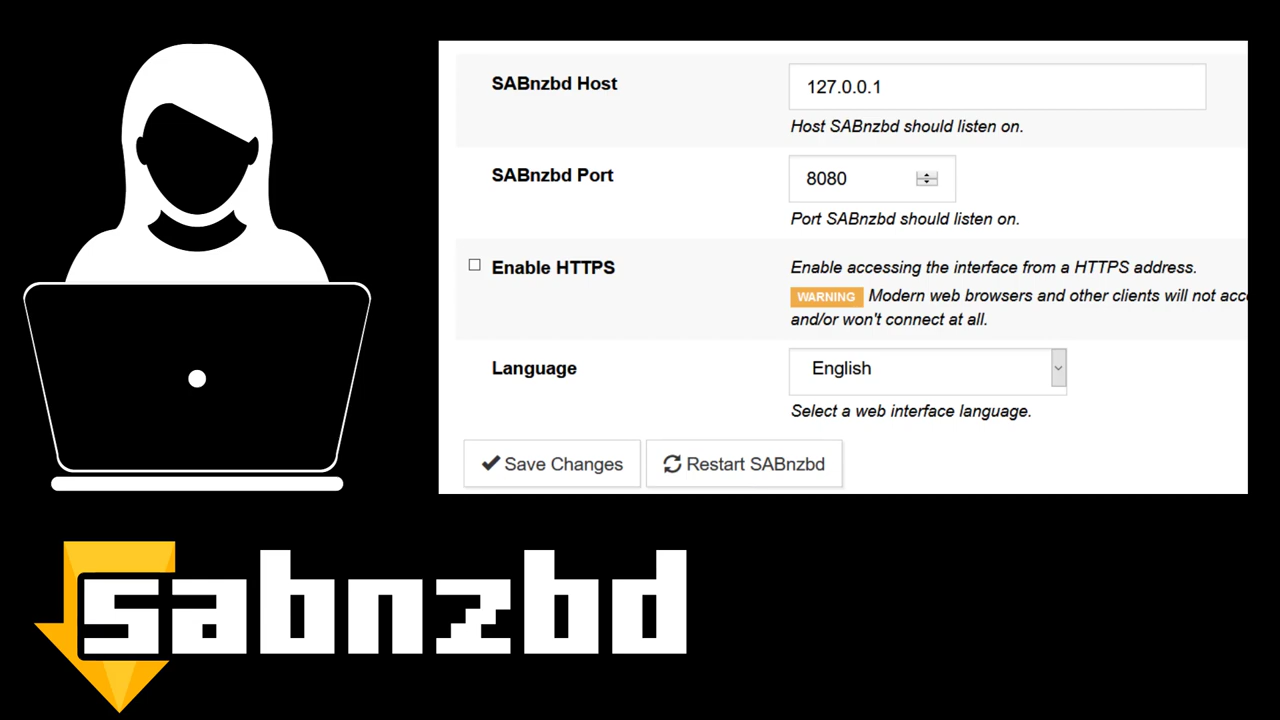 SABnzbd Host
127.0.0.1
Host SABnzbd should listen on.
SABnzbd Port
8080
Port SABnzbd should listen on.
Enable HTTPS
Enable accessing the interface from a HTTPS address.
WARNING Modern web browsers and other clients will not acc
and/or won't connect at all.
Language
English
Select a web interface language.
Save Changes
Restart SABnzbd
sabnzbd